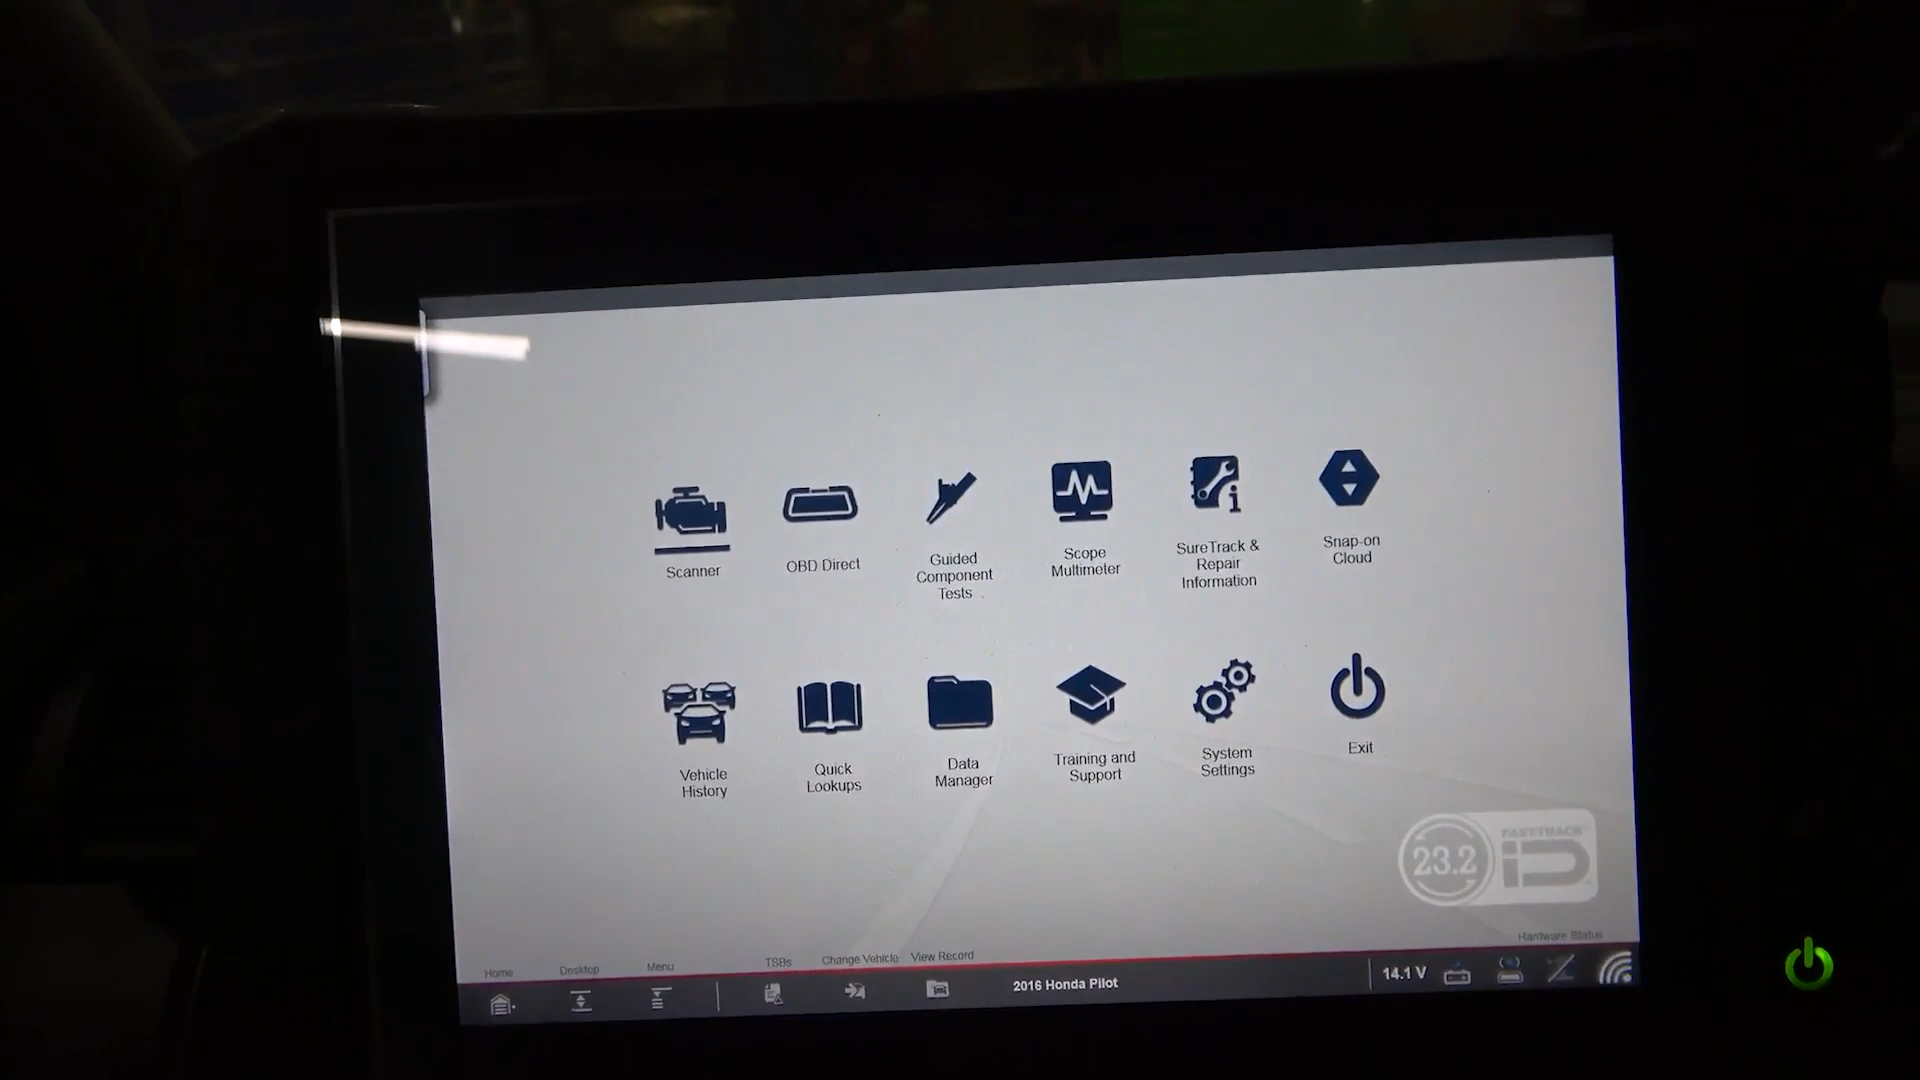 Scanner
OBD Direct
Guided
Component
Tests
Scope
Multimeter
SureTrack &
Repair
Information
Snap-on
Cloud
Vehicle
History
Quick
Lookups
Data
Manager
Training and
Support
System
Settings
Exit
23.2
FASTTRACK
iD
Hardware Status
Home
Desktop
Menu
TSBs
Change Vehicle
View Record
2016 Honda Pilot
14.1 V